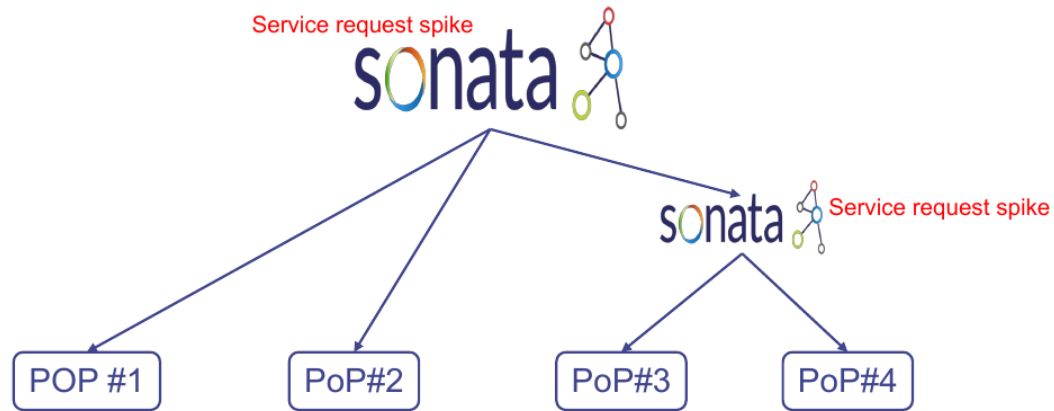 Service request spike
sonata
sonata
Service request spike
POP #1
PoP#2
PoP#3
PoP#4